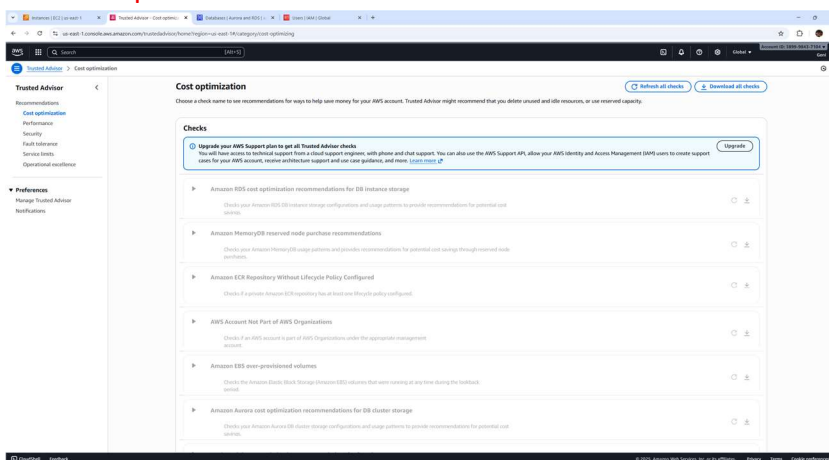 Instances | EC2 | us-east-1
Trusted Advisor - Cost optimiz
Databases | Aurora and RDS |
Users | IAM | Global
us-east-1.console.aws.amazon.com/trustedadvisor/home?region=us-east-1#/category/cost-optimizing
aws
Search
[Alt+S]
Global
Trusted Advisor > Cost optimization
Trusted Advisor
Recommendations
Cost optimization
Performance
Security
Fault tolerance
Service limits
Operational excellence
Preferences
Manage Trusted Advisor
Notifications
Cost optimization
Refresh all checks
Download all checks
Choose a check name to see recommendations for ways to help save money for your AWS account. Trusted Advisor might recommend that you delete unused and idle resources, or use reserved capacity.
Checks
Upgrade your AWS Support plan to get all Trusted Advisor checks
You will have access to technical support from a cloud support engineer, with phone and chat support. You can also use the AWS Support API, allow your AWS Identity and Access Management (IAM) users to create support
cases for your AWS account, receive architecture support and use case guidance, and more. Learn more
Upgrade
Amazon RDS cost optimization recommendations for DB instance storage
Checks your Amazon RDS DB instance storage configurations and usage patterns to provide recommendations for potential cost
savings.
Amazon MemoryDB reserved node purchase recommendations
Checks your Amazon MemoryDB usage patterns and provides recommendations for potential cost savings through reserved node
purchases.
Amazon ECR Repository Without Lifecycle Policy Configured
Checks if a private Amazon ECR repository has at least one lifecycle policy configured.
AWS Account Not Part of AWS Organizations
Checks if an AWS account is part of AWS Organizations under the appropriate management
account
Amazon EBS over-provisioned volumes
Checks the Amazon Elastic Block Storage (Amazon EBS) volumes that were running at any time during the lookback
period.
Amazon Aurora cost optimization recommendations for DB cluster storage
Checks your Amazon Aurora DB cluster storage configurations and usage patterns to provide recommendations for potential cost
savings.
CloudShell Feedback
© 2025, Amazon Web Services, Inc. or its affiliates. Privacy Terms Cookie preferences